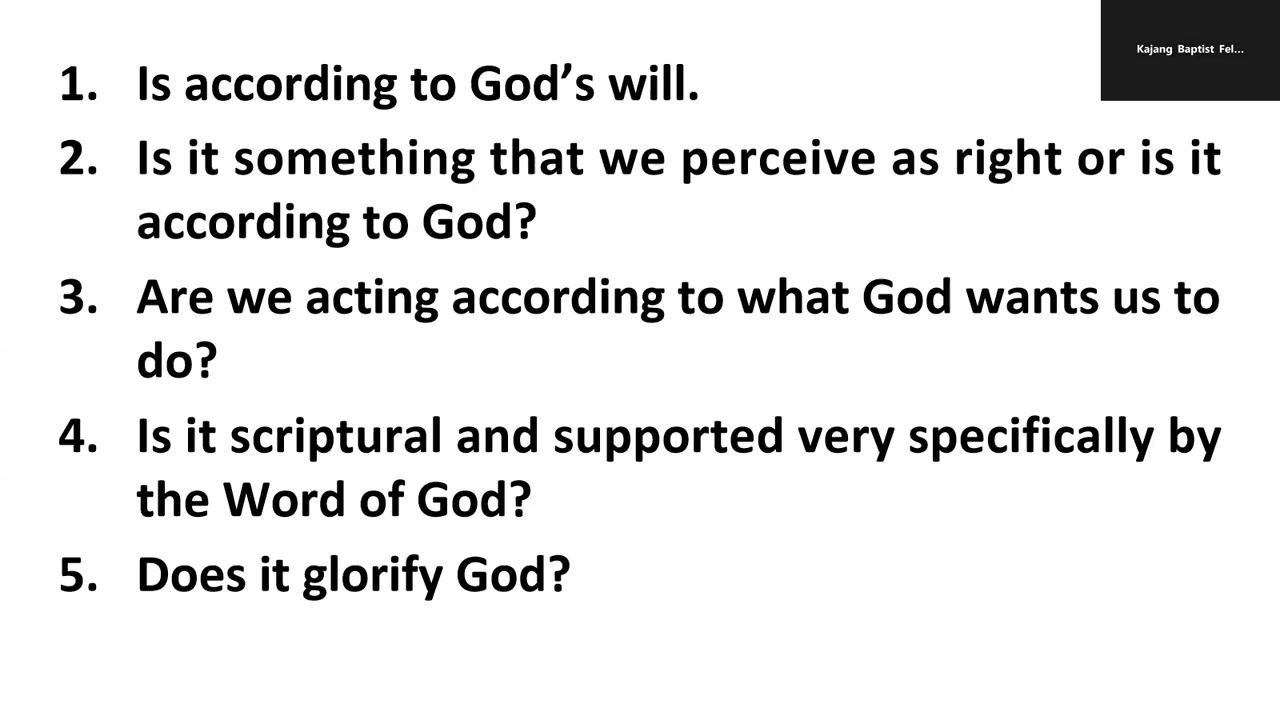 Kajang Baptist Fel...
1. Is according to God’s will.
2. Is it something that we perceive as right or is it
according to God?
3. Are we acting according to what God wants us to
do?
4. Is it scriptural and supported very specifically by
the Word of God?
5. Does it glorify God?